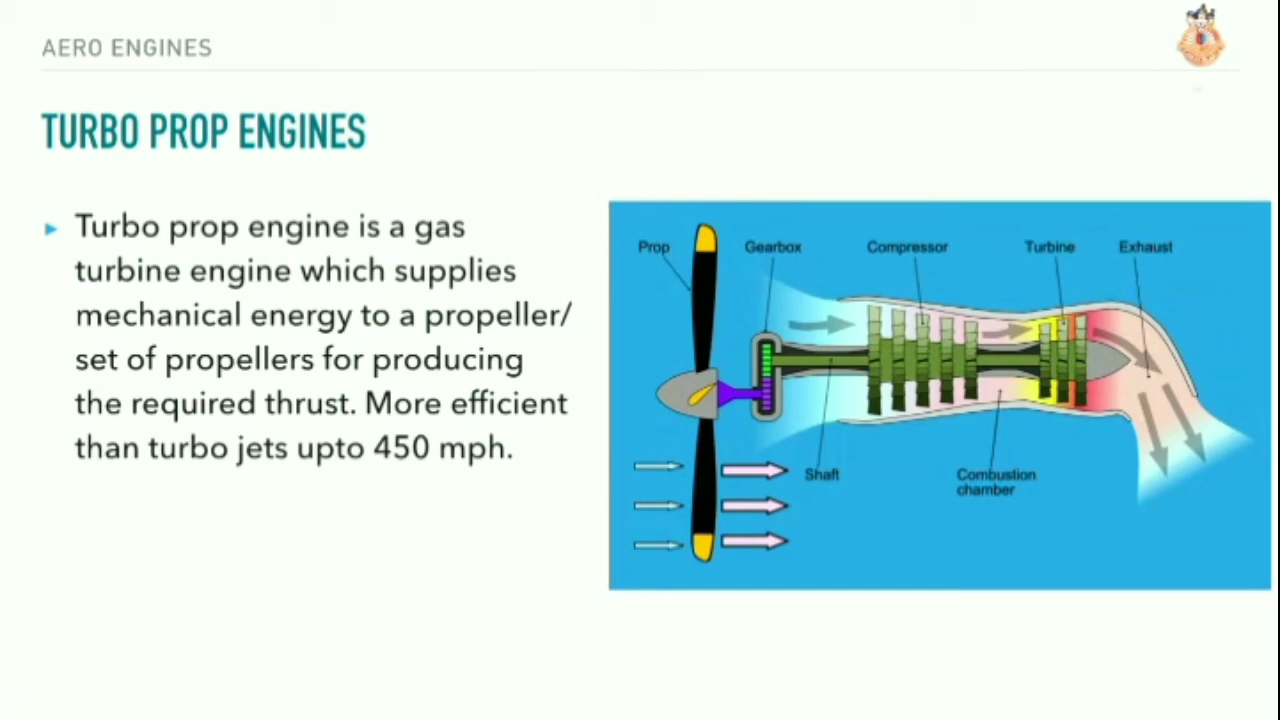 AERO ENGINES
TURBO PROP ENGINES
Turbo prop engine is a gas
turbine engine which supplies
mechanical energy to a propeller/
set of propellers for producing
the required thrust. More efficient
than turbo jets upto 450 mph.
Prop
Gearbox
Compressor
Turbine
Exhaust
Shaft
Combustion
chamber